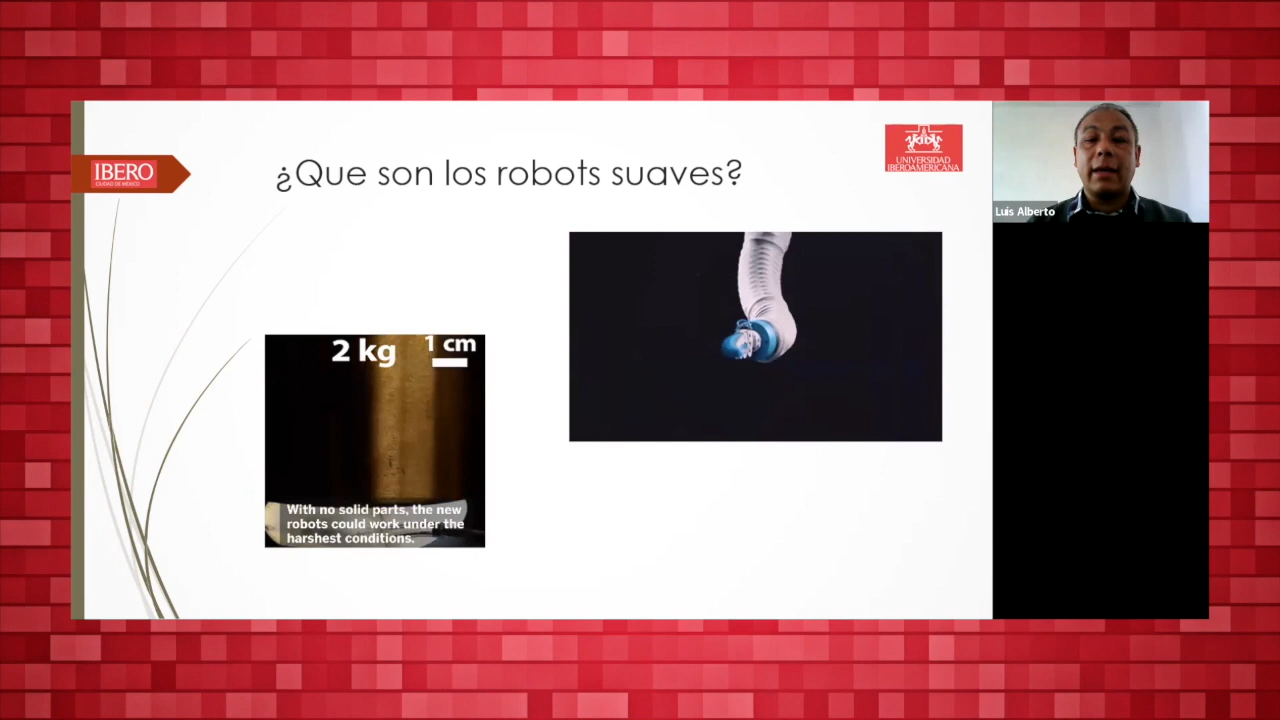 IBERO
CIUDAD DE MÉXICO
¿Que son los robots suaves?
UNIVERSIDAD
IBEROAMERICANA
Luis Alberto
2 kg
1 cm
With no solid parts, the new
robots could work under the
harshest conditions.